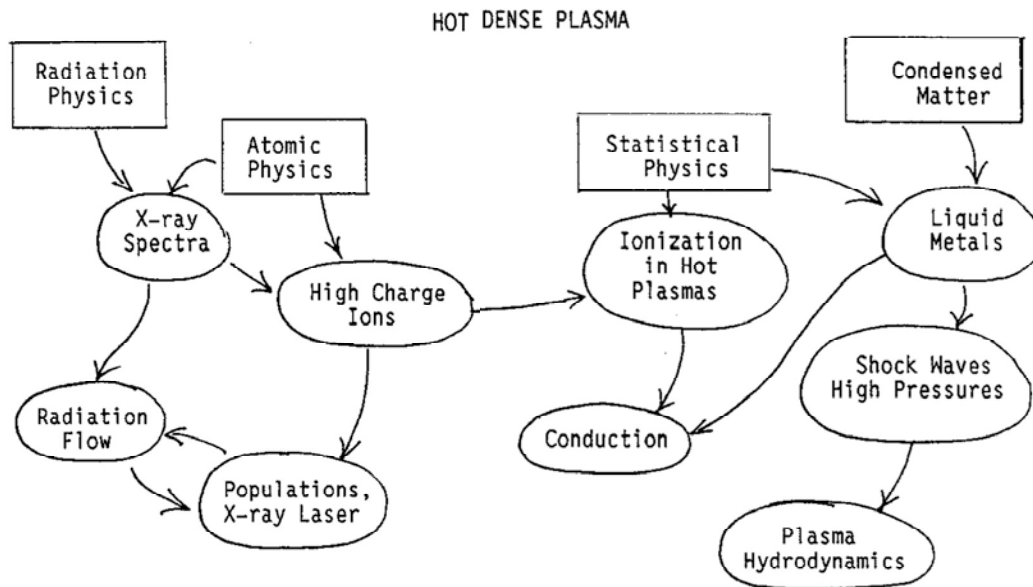 HOT DENSE PLASMA
Radiation
Physics
Condensed
Matter
Atomic
Physics
Statistical
Physics
X-ray
Spectra
Ionization
in Hot
Plasmas
Liquid
Metals
High Charge
Ions
Shock Waves
High Pressures
Radiation
Flow
Conduction
Populations,
X-ray Laser
Plasma
Hydrodynamics